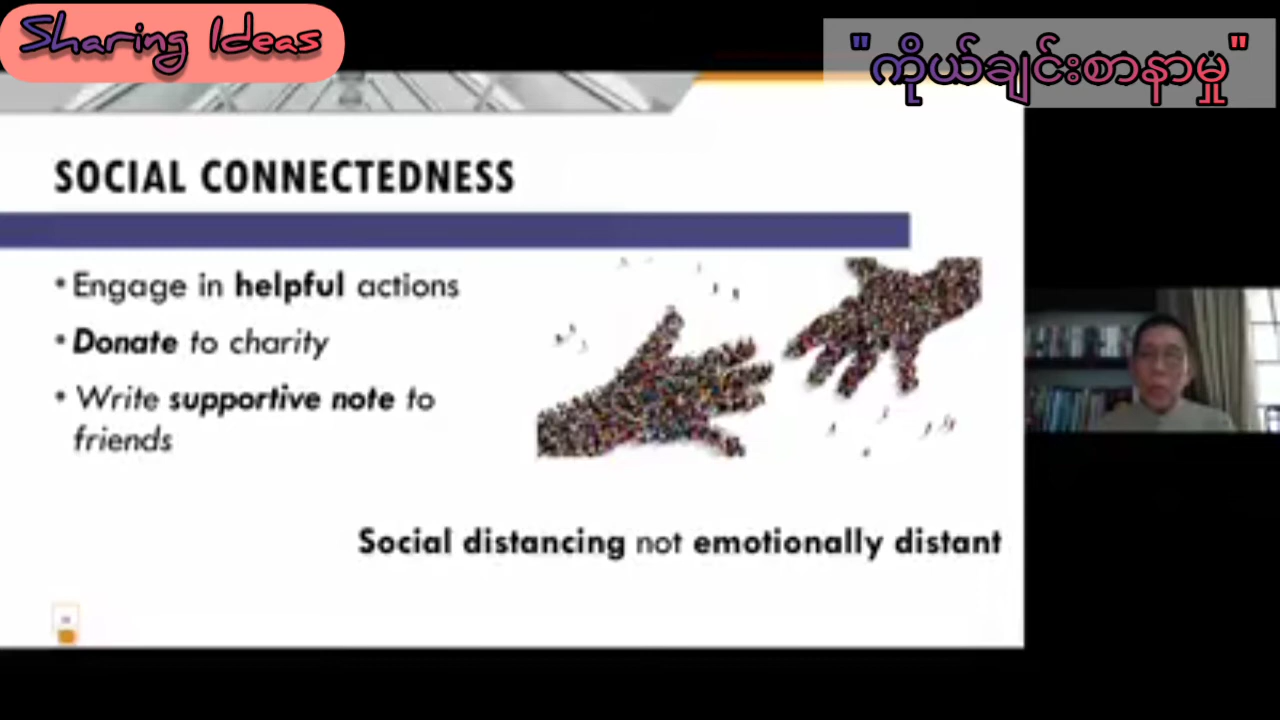 Sharing Ideas
"ကိုယ်ချင်းစာနာမှု"
SOCIAL CONNECTEDNESS
• Engage in helpful actions
• Donate to charity
• Write supportive note to
friends
Social distancing not emotionally distant